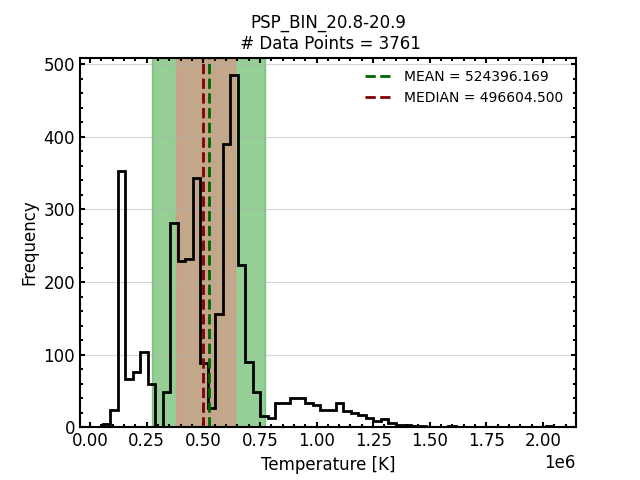 PSP_BIN_20.8-20.9
# Data Points = 3761
MEAN = 524396.169
MEDIAN = 496604.500
500
400
300
200
100
0
Frequency
0.00 0.25 0.50 0.75 1.00 1.25 1.50 1.75 2.00
1e6
Temperature [K]